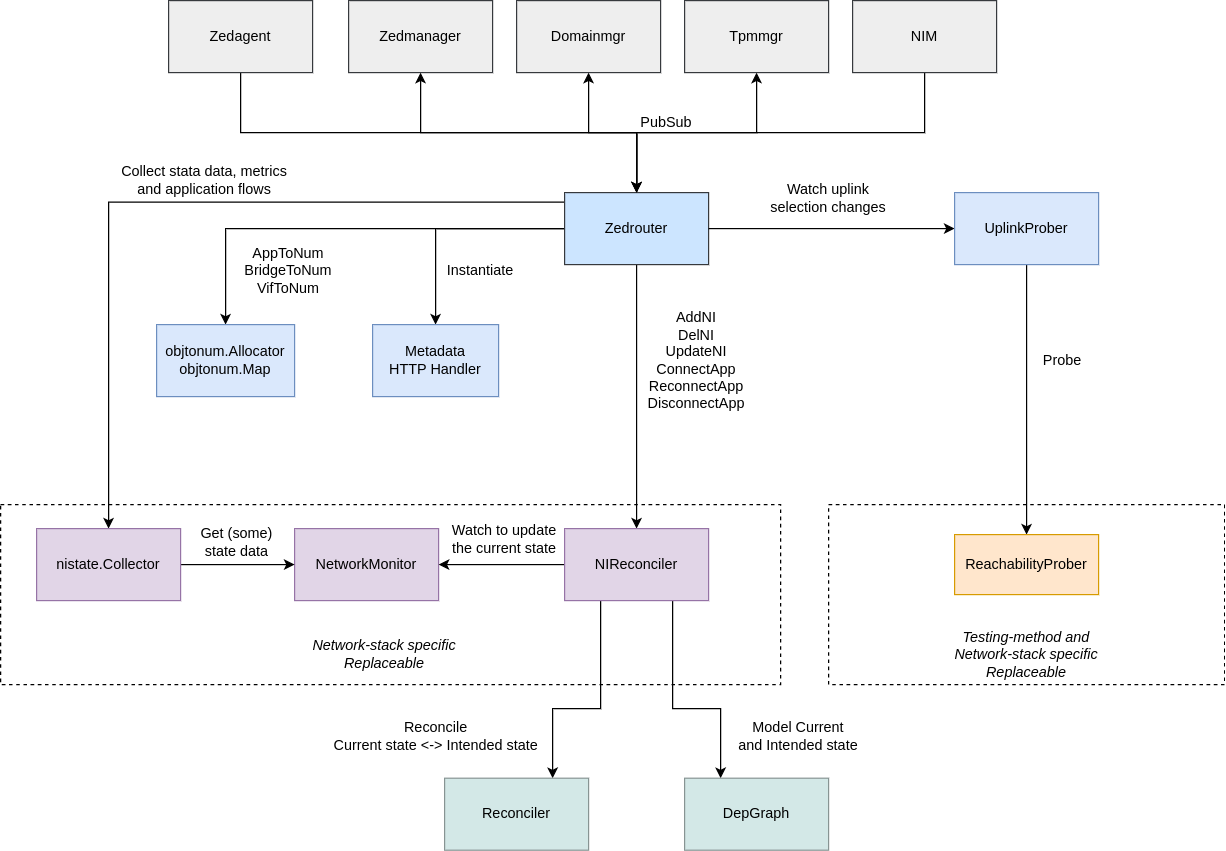 Zedagent
Zedmanager
Domainmgr
Tpmmgr
NIM
PubSub
Collect stata data, metrics
and application flows
Zedrouter
Watch uplink
selection changes
UplinkProber
AppToNum
BridgeToNum
VifToNum
Instantiate
objtonum.Allocator
objtonum.Map
Metadata
HTTP Handler
AddNI
DelNI
UpdateNI
ConnectApp
ReconnectApp
DisconnectApp
Probe
nistate.Collector
Get (some)
state data
NetworkMonitor
Watch to update
the current state
NIReconciler
ReachabilityProber
Network-stack specific
Replaceable
Testing-method and
Network-stack specific
Replaceable
Reconcile
Current state <-> Intended state
Model Current
and Intended state
Reconciler
DepGraph